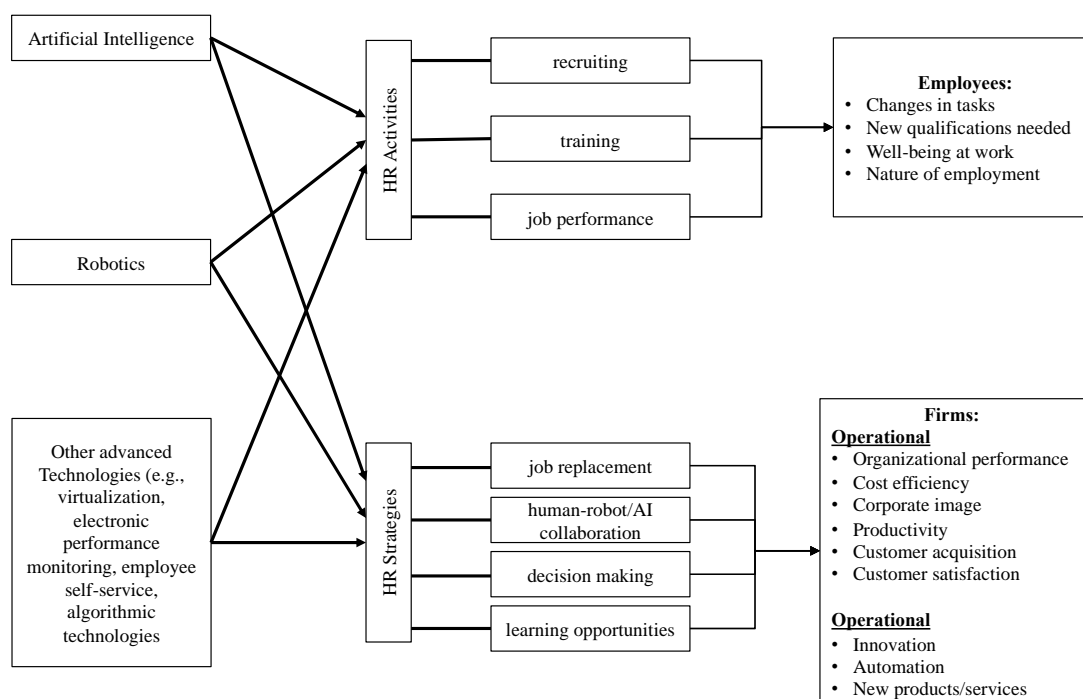 Artificial Intelligence
Robotics
Other advanced
Technologies (e.g.,
virtualization,
electronic
performance
monitoring, employee
self-service,
algorithmic
technologies
HR Activities
recruiting
training
job performance
HR Strategies
job replacement
human-robot/AI
collaboration
decision making
learning opportunities
Employees:
• Changes in tasks
• New qualifications needed
• Well-being at work
• Nature of employment
Firms:
Operational
• Organizational performance
• Cost efficiency
• Corporate image
• Productivity
• Customer acquisition
• Customer satisfaction
Operational
• Innovation
• Automation
• New products/services